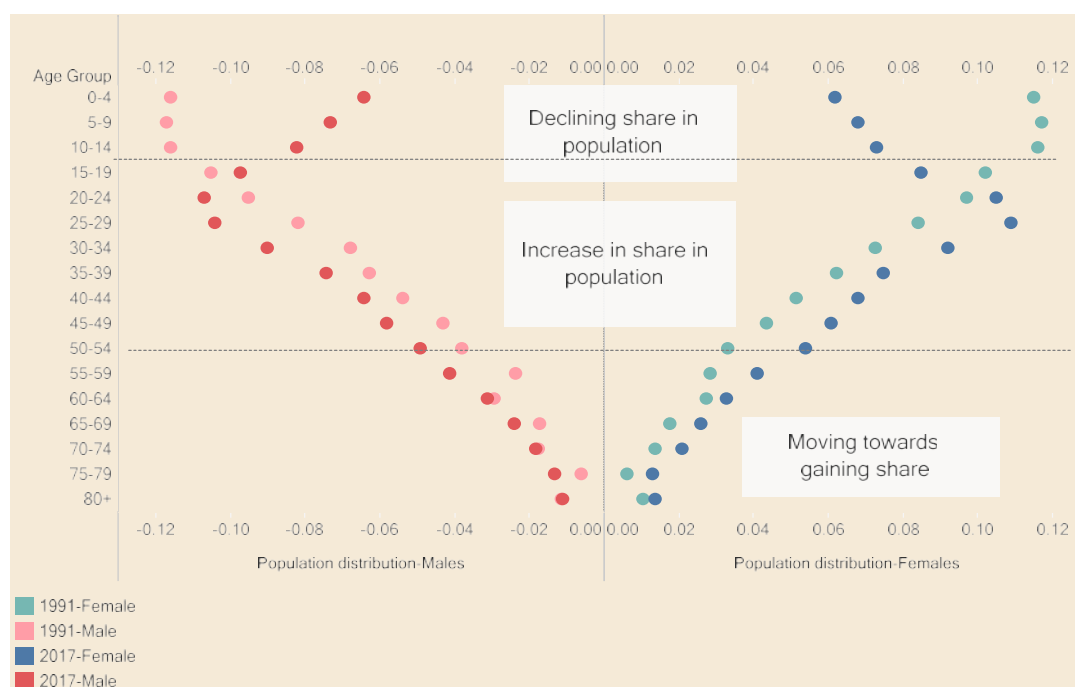 -0.12 -0.10 -0.08 -0.06 -0.04 -0.02 0.00 0.00 0.02 0.04 0.06 0.08 0.10 0.12
Age Group
0-4
5-9
10-14
15-19
20-24
25-29
30-34
35-39
40-44
45-49
50-54
55-59
60-64
65-69
70-74
75-79
80+
Declining share in
population
Increase in share in
population
Moving towards
gaining share
-0.12 -0.10 -0.08 -0.06 -0.04 -0.02 0.00 0.00 0.02 0.04 0.06 0.08 0.10 0.12
Population distribution-Males
Population distribution-Females
1991-Female
1991-Male
2017-Female
2017-Male